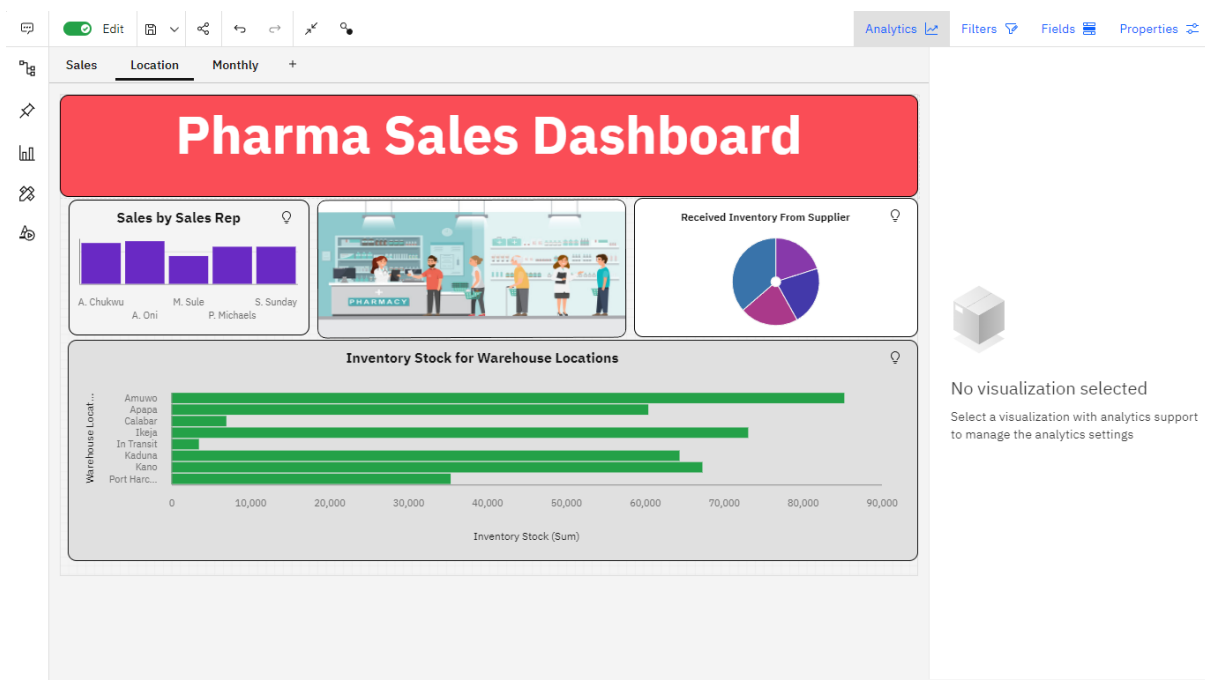 Edit
Analytics
Filters
Fields
Properties
Sales
Location
Monthly
+
Pharma Sales Dashboard
Sales by Sales Rep
A. Chukwu
M. Sule
S. Sunday
A. Oni
P. Michaels
PHARMACY
Received Inventory From Supplier
Inventory Stock for Warehouse Locations
Warehouse Locat...
Amuwo
Apapa
Calabar
Ikeja
In Transit
Kaduna
Kano
Port Harc...
0 10,000 20,000 30,000 40,000 50,000 60,000 70,000 80,000 90,000
Inventory Stock (Sum)
No visualization selected
Select a visualization with analytics support
to manage the analytics settings